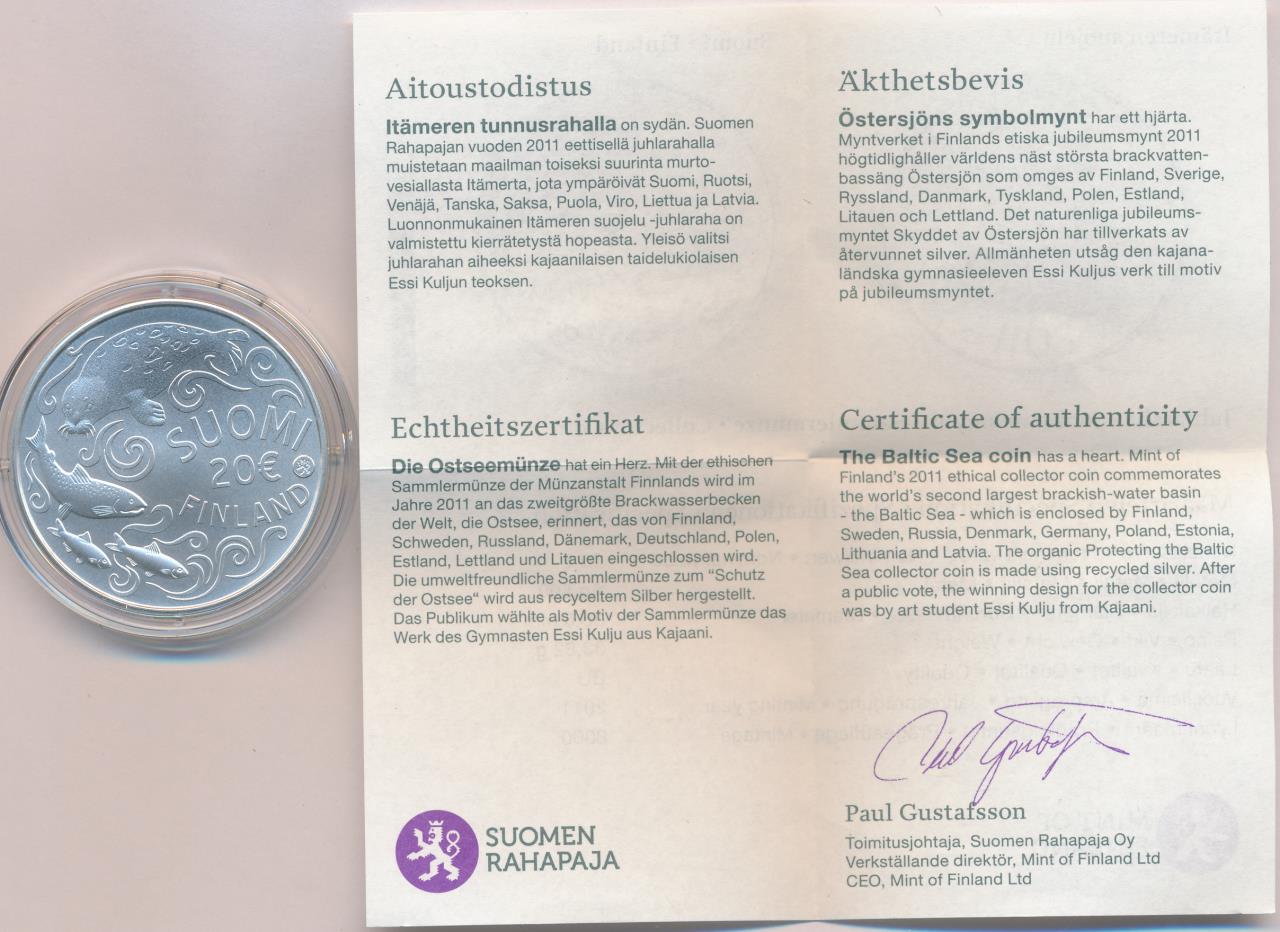 SUOMI
20€
FINLAND
Aitoustodistus
Itämeren tunnusrahalla on sydän. Suomen
Rahapajan vuoden 2011 eettisellä juhlarahalla
muistetaan maailman toiseksi suurinta murto-
vesiallasta Itämerta, jota ympäröivät Suomi, Ruotsi,
Venäjä, Tanska, Saksa, Puola, Viro, Liettua ja Latvia.
Luonnonmukainen Itämeren suojelu -juhlaraha on
valmistettu kierrätetystä hopeasta. Yleisö valitsi
juhlarahan aiheeksi kajaanilaisen taidelukiolaisen
Essi Kuljun teoksen.
Äkthetsbevis
Östersjöns symbolmynt har ett hjärta.
Myntverket i Finlands etiska jubileumsmynt 2011
högtidlighåller världens näst största brackvatten-
bassäng Östersjön som omges av Finland, Sverige,
Ryssland, Danmark, Tyskland, Polen, Estland,
Litauen och Lettland. Det naturenliga jubileums-
myntet Skyddet av Östersjön har tillverkats av
återvunnet silver. Allmänheten utsåg den kajana-
ländska gymnasieeleven Essi Kuljus verk till motiv
på jubileumsmyntet.
Echtheitszertifikat
Die Ostseemünze hat ein Herz. Mit der ethischen
Sammlermünze der Münzanstalt Finnlands wird im
Jahre 2011 an das zweitgrößte Brackwasserbecken
der Welt, die Ostsee, erinnert, das von Finnland,
Schweden, Russland, Dänemark, Deutschland, Polen,
Estland, Lettland und Litauen eingeschlossen wird.
Die umweltfreundliche Sammlermünze zum “Schutz
der Ostsee“ wird aus recyceltem Silber hergestellt.
Das Publikum wählte als Motiv der Sammlermünze das
Werk des Gymnasten Essi Kulju aus Kajaani.
Certificate of authenticity
The Baltic Sea coin has a heart. Mint of
Finland's 2011 ethical collector coin commemorates
the world's second largest brackish-water basin
- the Baltic Sea - which is enclosed by Finland,
Sweden, Russia, Denmark, Germany, Poland, Estonia,
Lithuania and Latvia. The organic Protecting the Baltic
Sea collector coin is made using recycled silver. After
a public vote, the winning design for the collector coin
was by art student Essi Kulju from Kajaani.
Paul Gustafsson
Toimitusjohtaja, Suomen Rahapaja Oy
Verkställande direktör, Mint of Finland Ltd
CEO, Mint of Finland Ltd
SUOMEN
RAHAPAJA